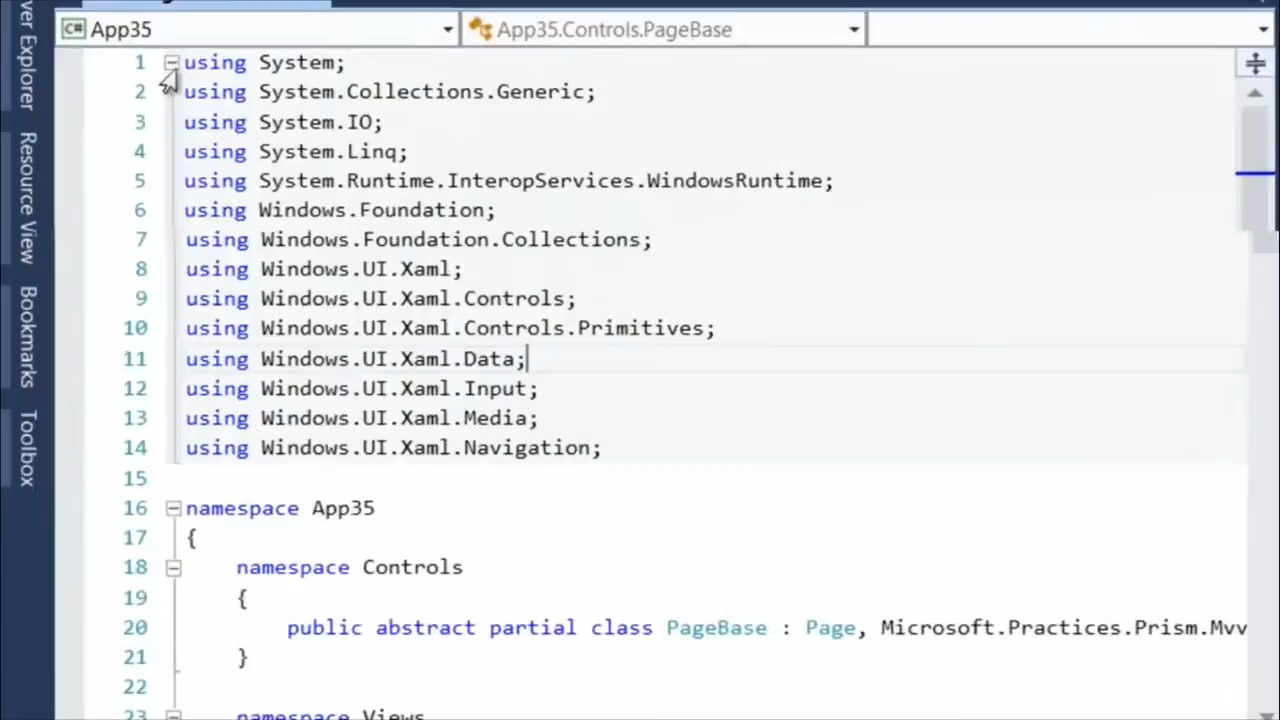 App35
App35.Controls.PageBase
ver Explorer
Resource View
Bookmarks
Toolbox
1 using System;
2 using System.Collections.Generic;
3 using System.IO;
4 using System.Linq;
5 using System.Runtime.InteropServices.WindowsRuntime;
6 using Windows.Foundation;
7 using Windows.Foundation.Collections;
8 using Windows.UI.Xaml;
9 using Windows.UI.Xaml.Controls;
10 using Windows.UI.Xaml.Controls.Primitives;
11 using Windows.UI.Xaml.Data;
12 using Windows.UI.Xaml.Input;
13 using Windows.UI.Xaml.Media;
14 using Windows.UI.Xaml.Navigation;
15
16 namespace App35
17 {
18 namespace Controls
19 {
20 public abstract partial class PageBase : Page, Microsoft.Practices.Prism.Mvv
21 }
22
23 namespace Views